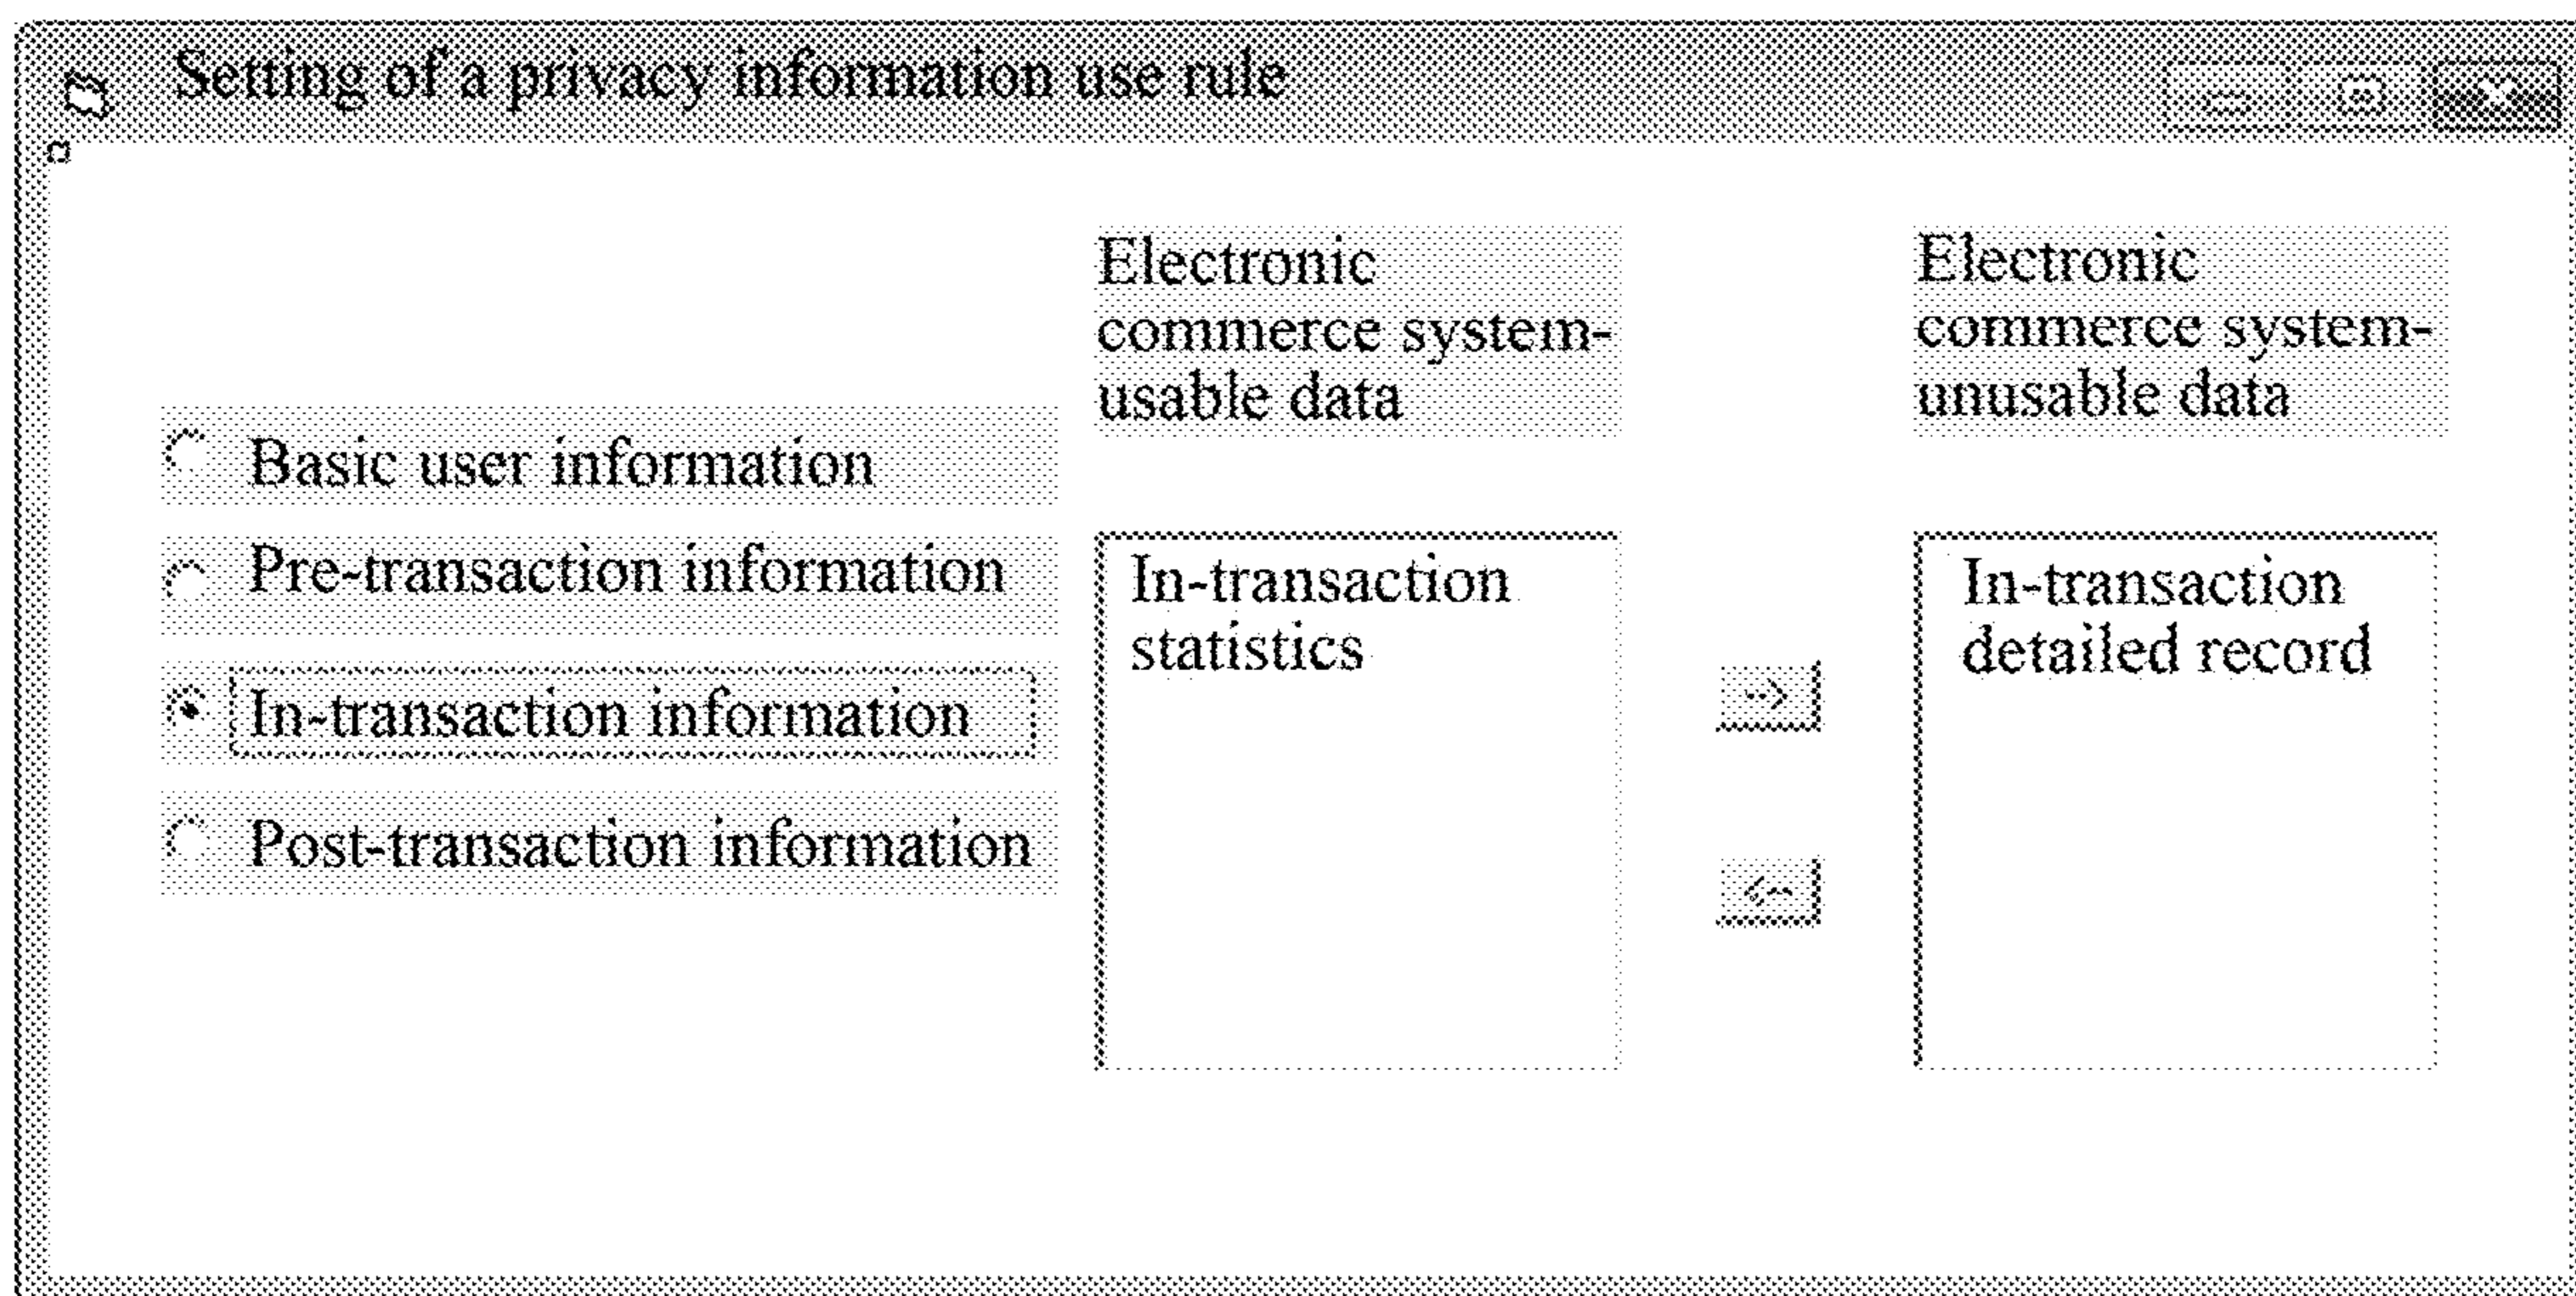 Setting of a privacy information use rule
Electronic
commerce system-
usable data
Electronic
commerce system-
unusable data
Basic user information
Pre-transaction information
In-transaction information
Post-transaction information
In-transaction
statistics
In-transaction
detailed record